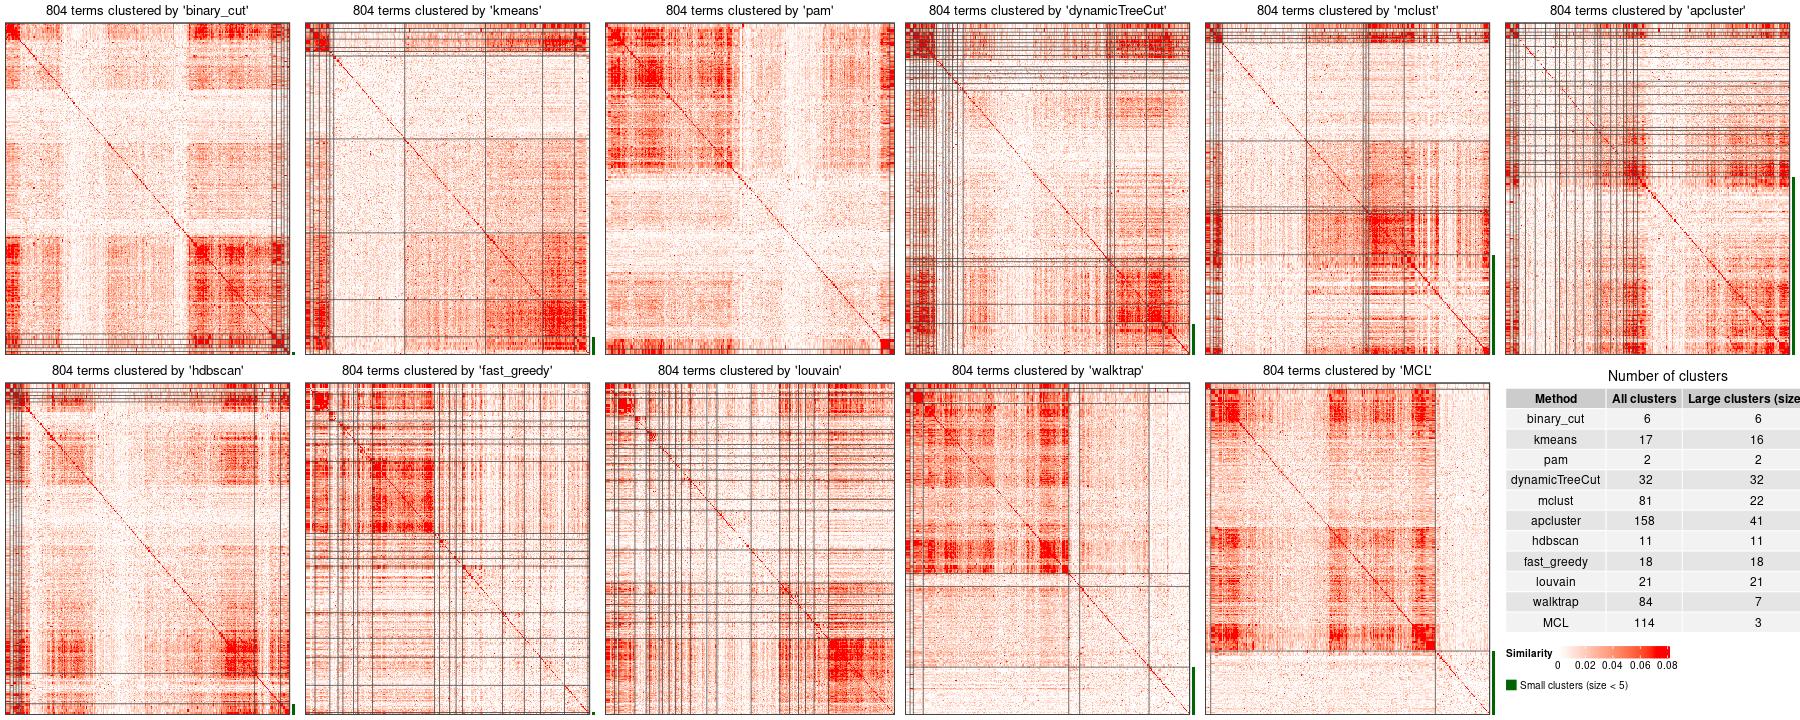 804 terms clustered by 'binary_cut'
804 terms clustered by 'kmeans'
804 terms clustered by 'pam'
804 terms clustered by 'dynamicTreeCut'
804 terms clustered by 'mclust'
804 terms clustered by 'apcluster'
804 terms clustered by 'hdbscan'
804 terms clustered by 'fast_greedy'
804 terms clustered by 'louvain'
804 terms clustered by 'walktrap'
804 terms clustered by 'MCL'
Number of clusters
Method All clusters Large clusters (size
binary_cut 6 6
kmeans 17 16
pam 2 2
dynamicTreeCut 32 32
mclust 81 22
apcluster 158 41
hdbscan 11 11
fast_greedy 18 18
louvain 21 21
walktrap 84 7
MCL 114 3
Similarity
0 0.02 0.04 0.06 0.08
Small clusters (size < 5)